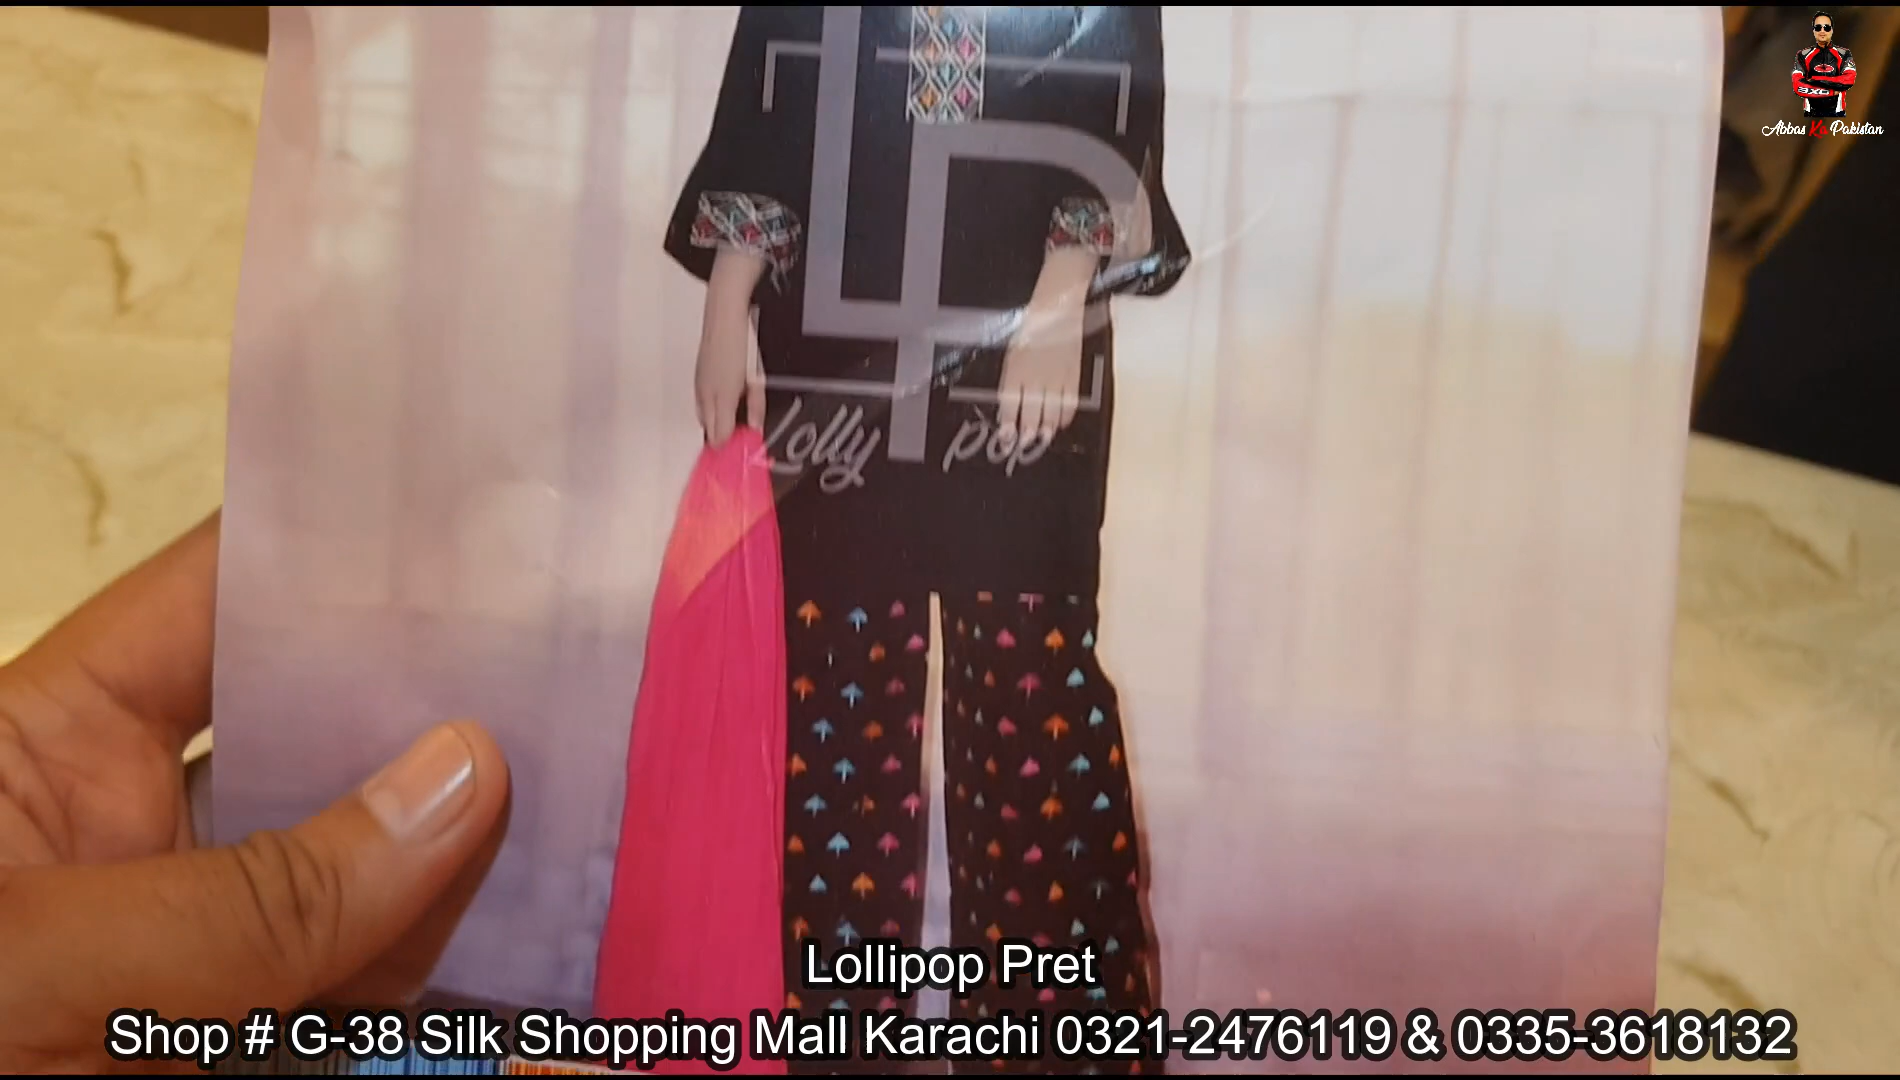 Abbas Ka Pakistan
LP
Lolly pop
Lollipop Pret
Shop # G-38 Silk Shopping Mall Karachi 0321-2476119 & 0335-3618132